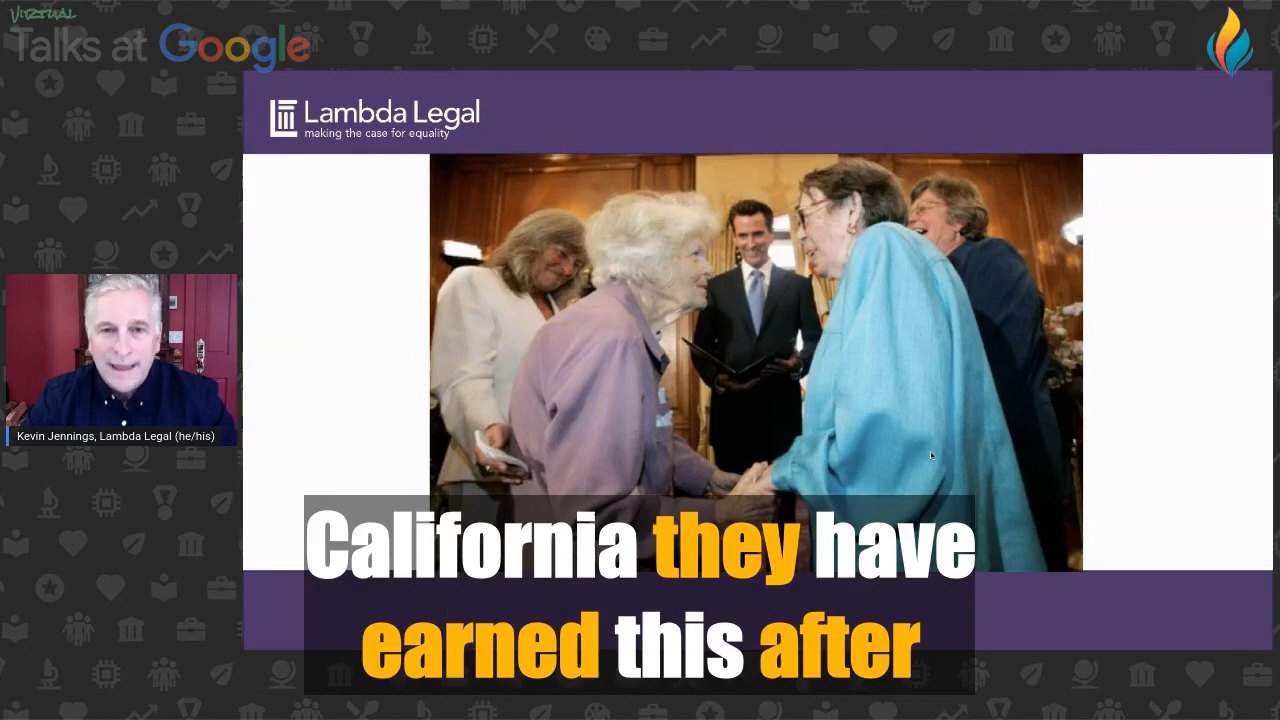 VIRTUAL
Talks at Google
Lambda Legal
making the case for equality
Kevin Jennings, Lambda Legal (he/his)
California they have
earned this after